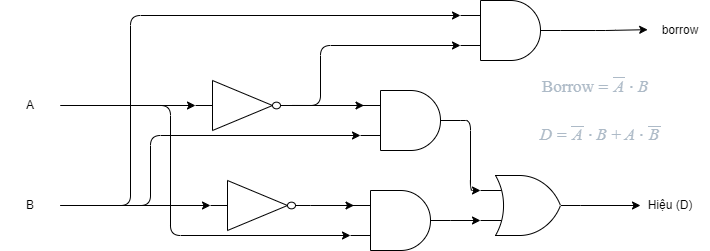 borrow
Borrow = A̅ · B
A
D = A̅ · B + A · B̅
B
Hiệu (D)